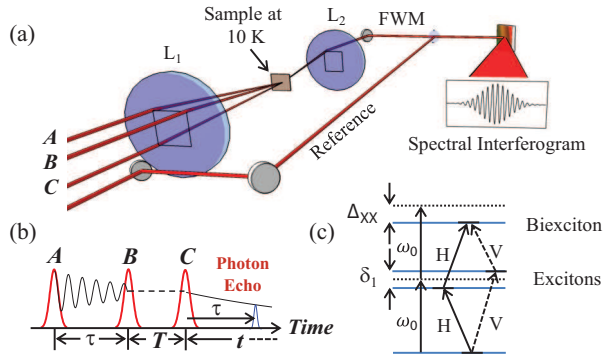 (a)
Sample at
10 K
L1
L2
FWM
A
B
C
Reference
Spectral Interferogram
(b)
A B C
Photon
Echo
τ
τ T t
Time
(c)
ΔXX
Biexciton
ω0 H V
δ1
Excitons
ω0 H V